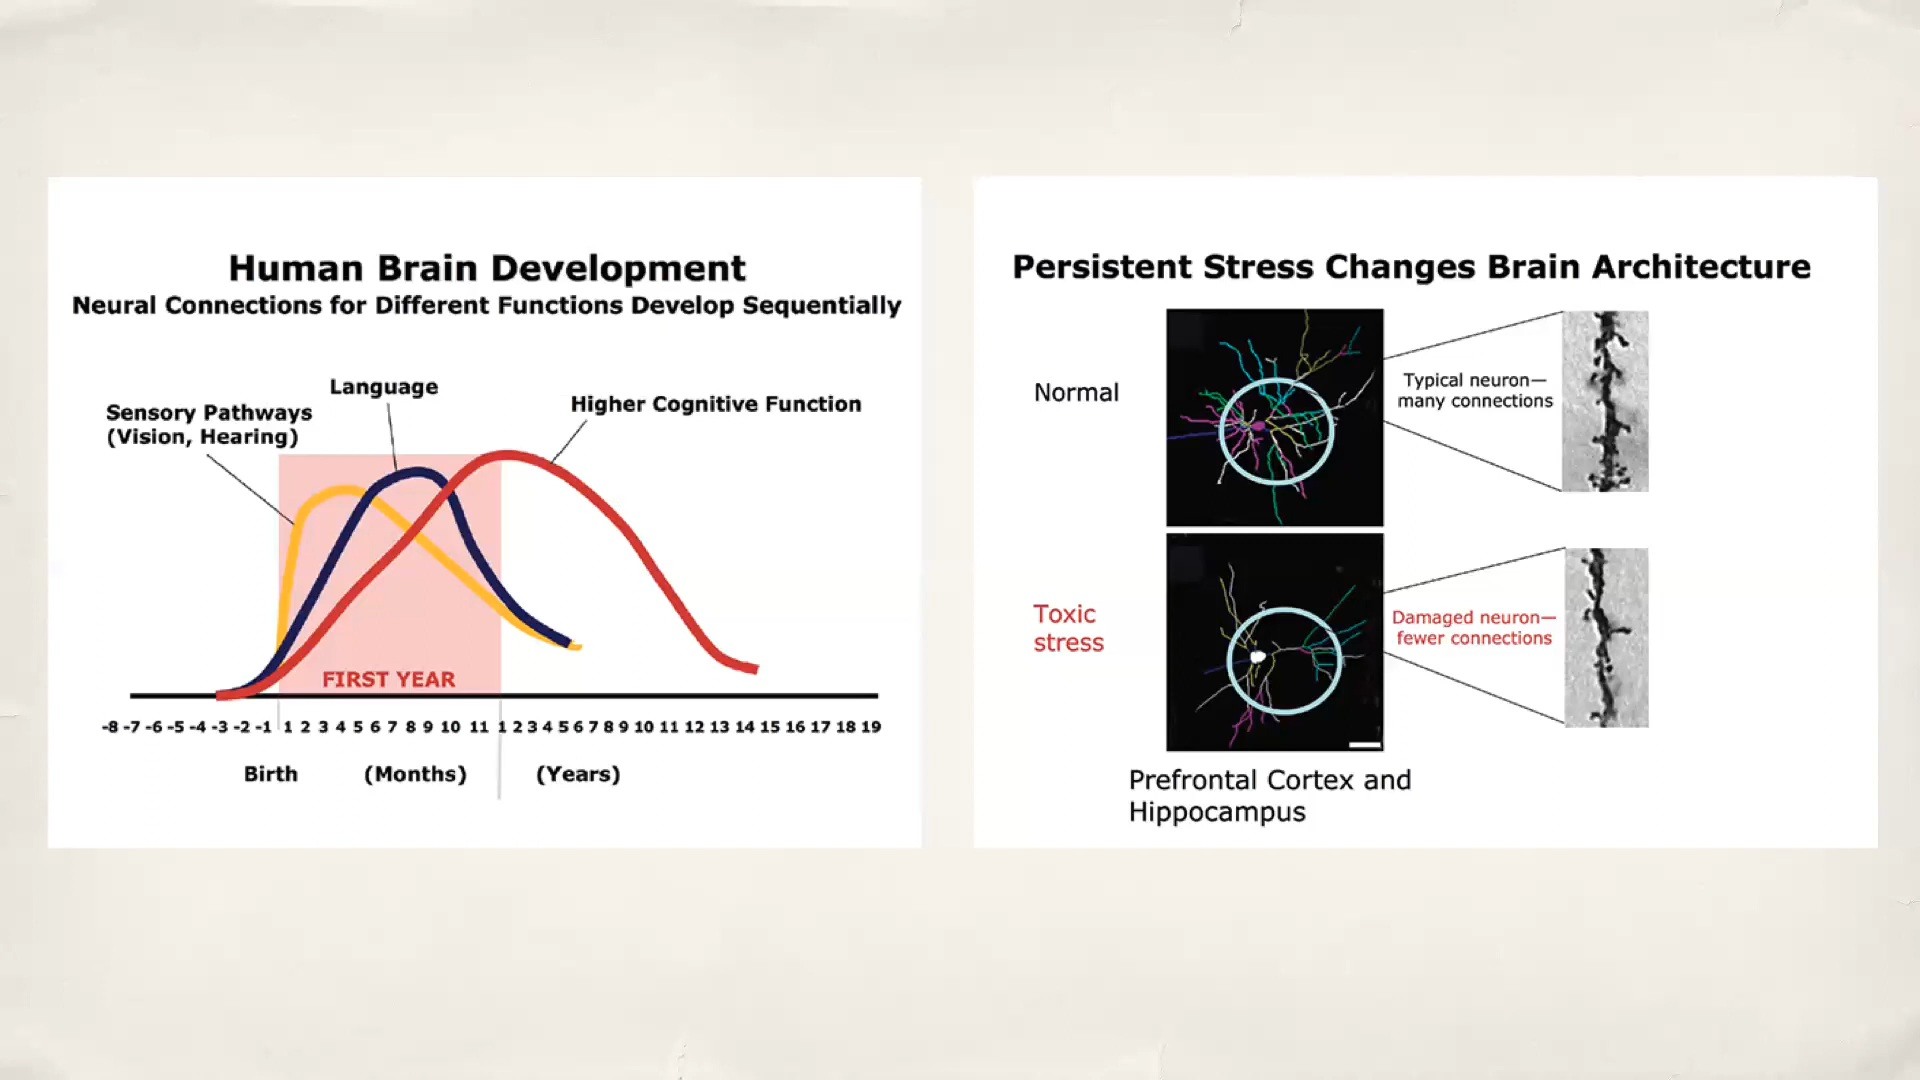 Human Brain Development
Neural Connections for Different Functions Develop Sequentially
Language
Sensory Pathways
(Vision, Hearing)
Higher Cognitive Function
FIRST YEAR
-8 -7 -6 -5 -4 -3 -2 -1 1 2 3 4 5 6 7 8 9 10 11 1 2 3 4 5 6 7 8 9 10 11 12 13 14 15 16 17 18 19
Birth (Months) (Years)
Persistent Stress Changes Brain Architecture
Normal
Typical neuron—
many connections
Toxic
stress
Damaged neuron—
fewer connections
Prefrontal Cortex and
Hippocampus